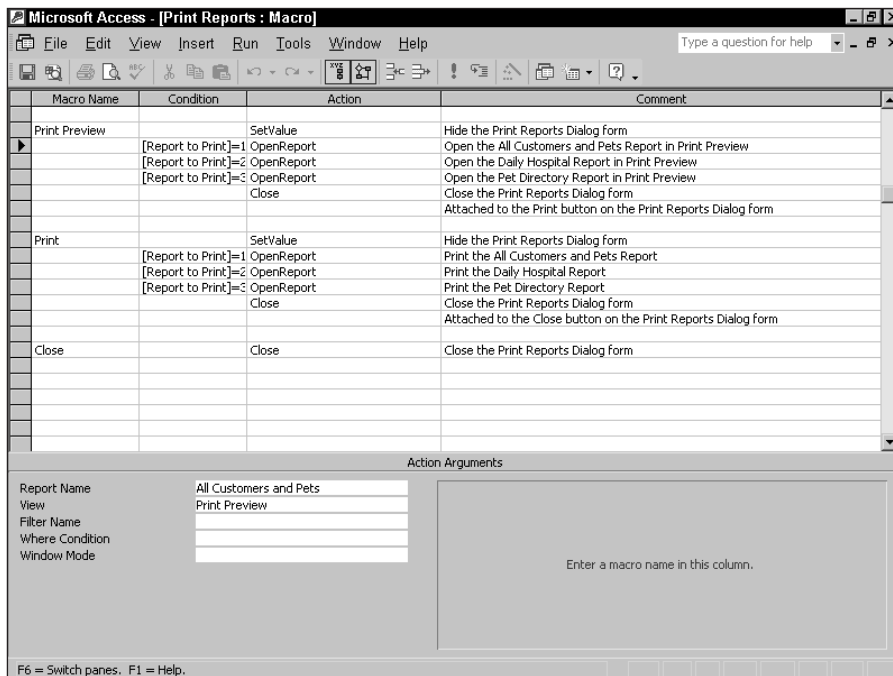 Microsoft Access - [Print Reports : Macro]
File Edit View Insert Run Tools Window Help Type a question for help
Macro Name Condition Action Comment
Print Preview SetValue Hide the Print Reports Dialog form
[Report to Print]=1 OpenReport Open the All Customers and Pets Report in Print Preview
[Report to Print]=2 OpenReport Open the Daily Hospital Report in Print Preview
[Report to Print]=3 OpenReport Open the Pet Directory Report in Print Preview
Close Close the Print Reports Dialog form
Attached to the Print button on the Print Reports Dialog form
Print SetValue Hide the Print Reports Dialog form
[Report to Print]=1 OpenReport Print the All Customers and Pets Report
[Report to Print]=2 OpenReport Print the Daily Hospital Report
[Report to Print]=3 OpenReport Print the Pet Directory Report
Close Close the Print Reports Dialog form
Attached to the Close button on the Print Reports Dialog form
Close Close Close the Print Reports Dialog form
Action Arguments
Report Name All Customers and Pets
View Print Preview
Filter Name
Where Condition
Window Mode
Enter a macro name in this column.
F6 = Switch panes. F1 = Help.